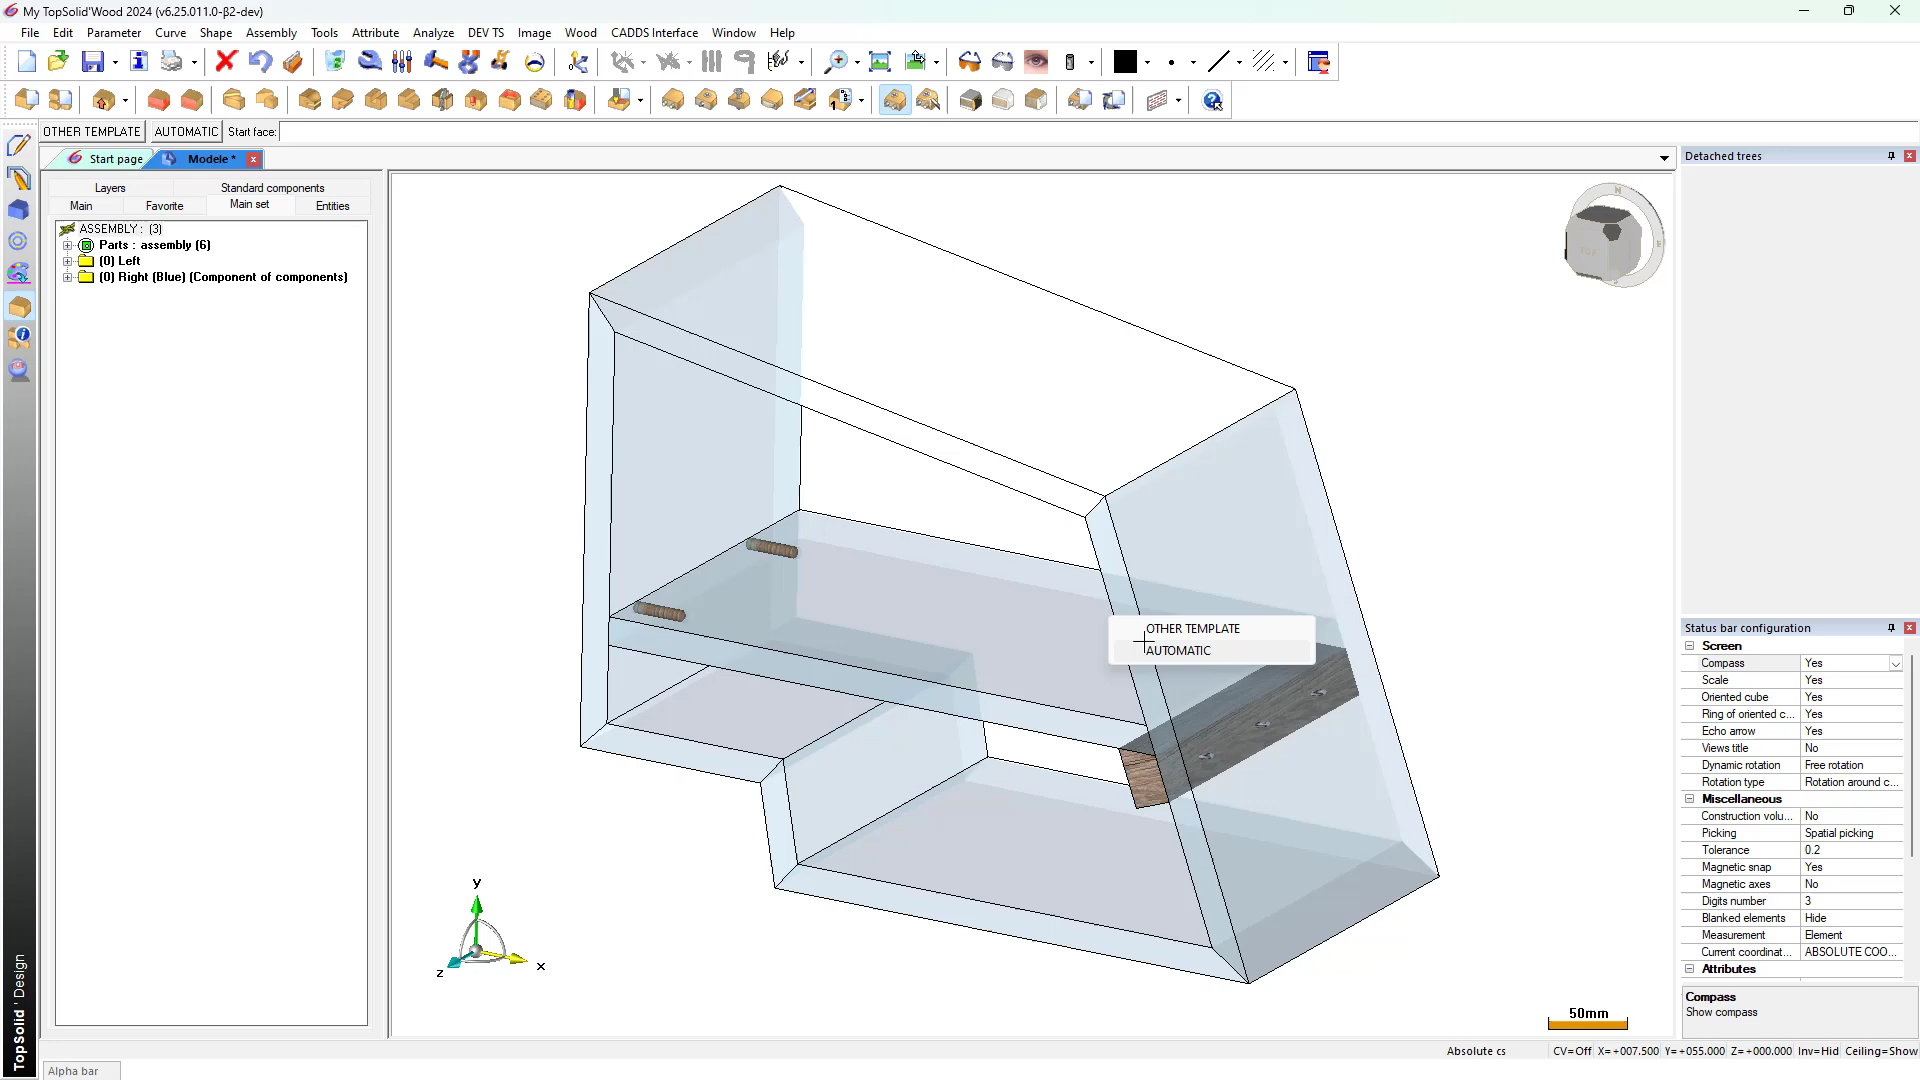 My TopSolid'Wood 2024 (v6.25.011.0-β2-dev)
File Edit Parameter Curve Shape Assembly Tools Attribute Analyze DEV TS Image Wood CADDS Interface Window Help
OTHER TEMPLATE AUTOMATIC Start face:
Start page Modele *
Detached trees
Layers Standard components
Main Favorite Main set Entities
ASSEMBLY : (3)
Parts : assembly (6)
(0) Left
(0) Right (Blue) (Component of components)
N
TOP
E
OTHER TEMPLATE
AUTOMATIC
Status bar configuration
Screen
Compass Yes
Scale Yes
Oriented cube Yes
Ring of oriented c... Yes
Echo arrow Yes
Views title No
Dynamic rotation Free rotation
Rotation type Rotation around c...
Miscellaneous
Construction volu... No
Picking Spatial picking
Tolerance 0.2
Magnetic snap Yes
Magnetic axes No
Digits number 3
Blanked elements Hide
Measurement Element
Current coordinat... ABSOLUTE COO...
Attributes
Compass
Show compass
y
x
z
50mm
TopSolid ' Design
Absolute cs CV=Off X=+007.500 Y=+055.000 Z=+000.000 Inv=Hid Ceiling=Show
Alpha bar